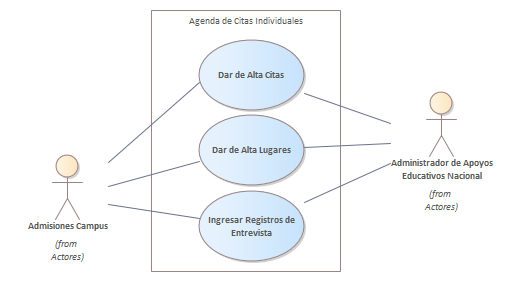 Agenda de Citas Individuales
Dar de Alta Citas
Dar de Alta Lugares
Ingresar Registros de
Entrevista
Admisiones Campus
(from
Actores)
Administrador de Apoyos
Educativos Nacional
(from
Actores)